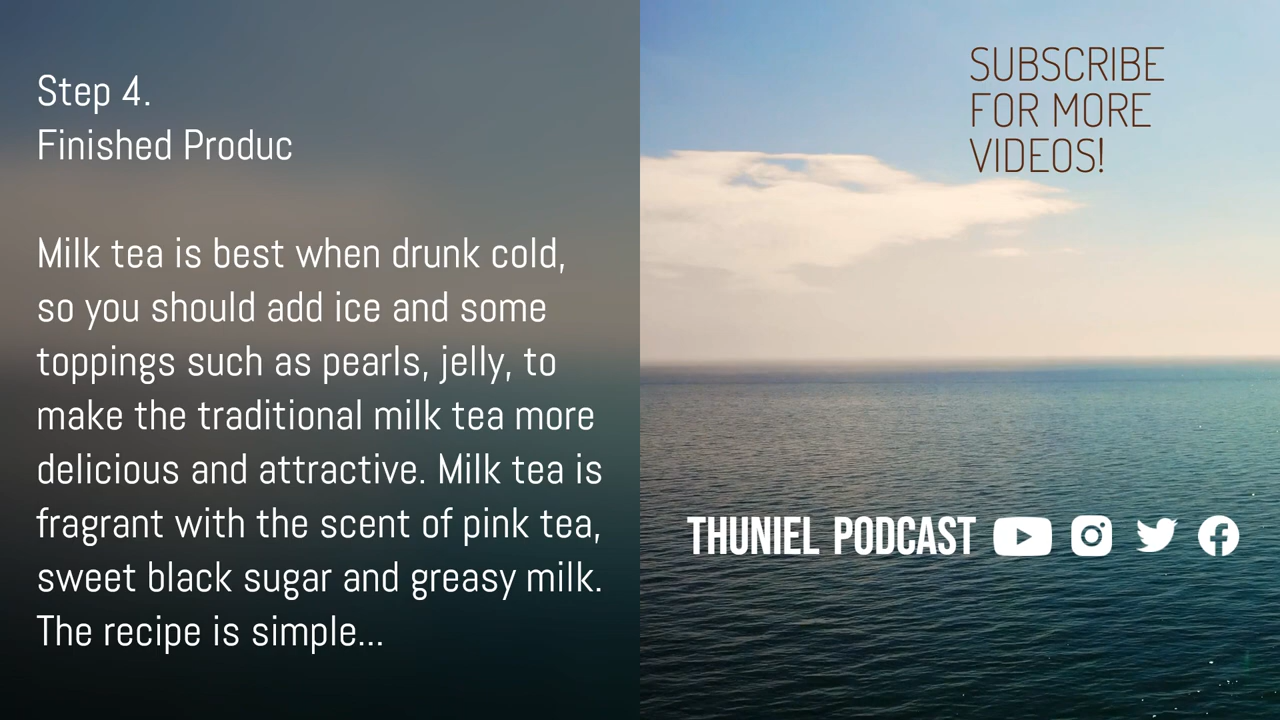 Step 4.
Finished Produc
Milk tea is best when drunk cold,
so you should add ice and some
toppings such as pearls, jelly, to
make the traditional milk tea more
delicious and attractive. Milk tea is
fragrant with the scent of pink tea,
sweet black sugar and greasy milk.
The recipe is simple...
SUBSCRIBE
FOR MORE
VIDEOS!
THUNIEL PODCAST